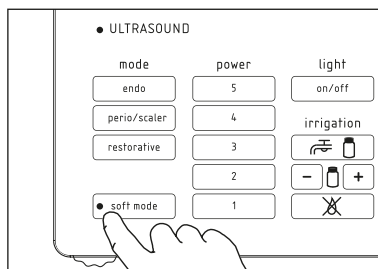 ULTRASOUND
mode power light
endo 5 on/off
perio/scaler 4 irrigation
restorative 3
2 - +
soft mode 1